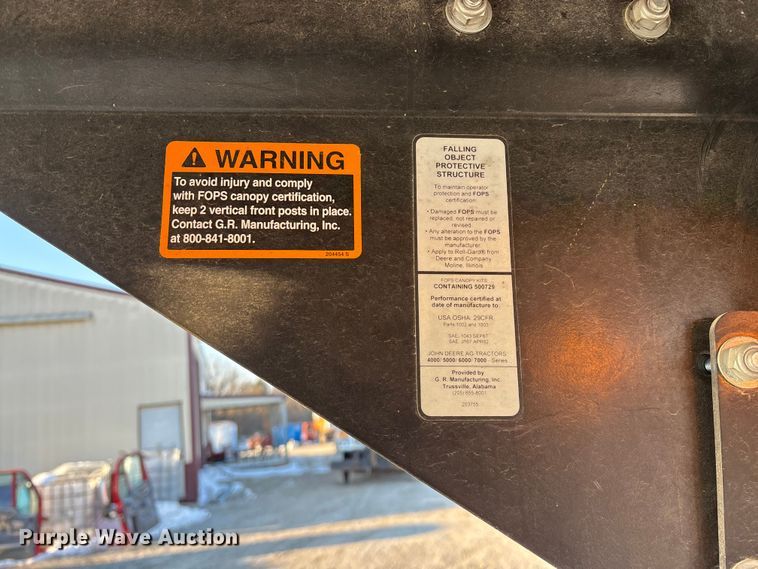 WARNING
To avoid injury and comply
with FOPS canopy certification,
keep 2 vertical front posts in place.
Contact G.R. Manufacturing, Inc.
at 800-841-8001.
204454 S
FALLING
OBJECT
PROTECTIVE
STRUCTURE
To maintain operator
protection and FOPS
certification:
• Damaged FOPS must be
replaced, not repaired or
revised.
• Any alteration to the FOPS
must be approved by the
manufacturer.
• Apply to Roll-Gard® from
Deere and Company
Moline, Illinois
FOPS CANOPY KITS
CONTAINING 500729
Performance certified at
date of manufacture to:
USA OSHA: 29CFR,
Parts 1002 and 1003
SAE: J167 APR92
JOHN DEERE AG-TRACTORS
4000/ 5000/ 6000/ 7000 - Series
Provided by
G. R. Manufacturing, Inc.
Trussville, Alabama
(205) 655-8001
203755
Purple Wave Auction